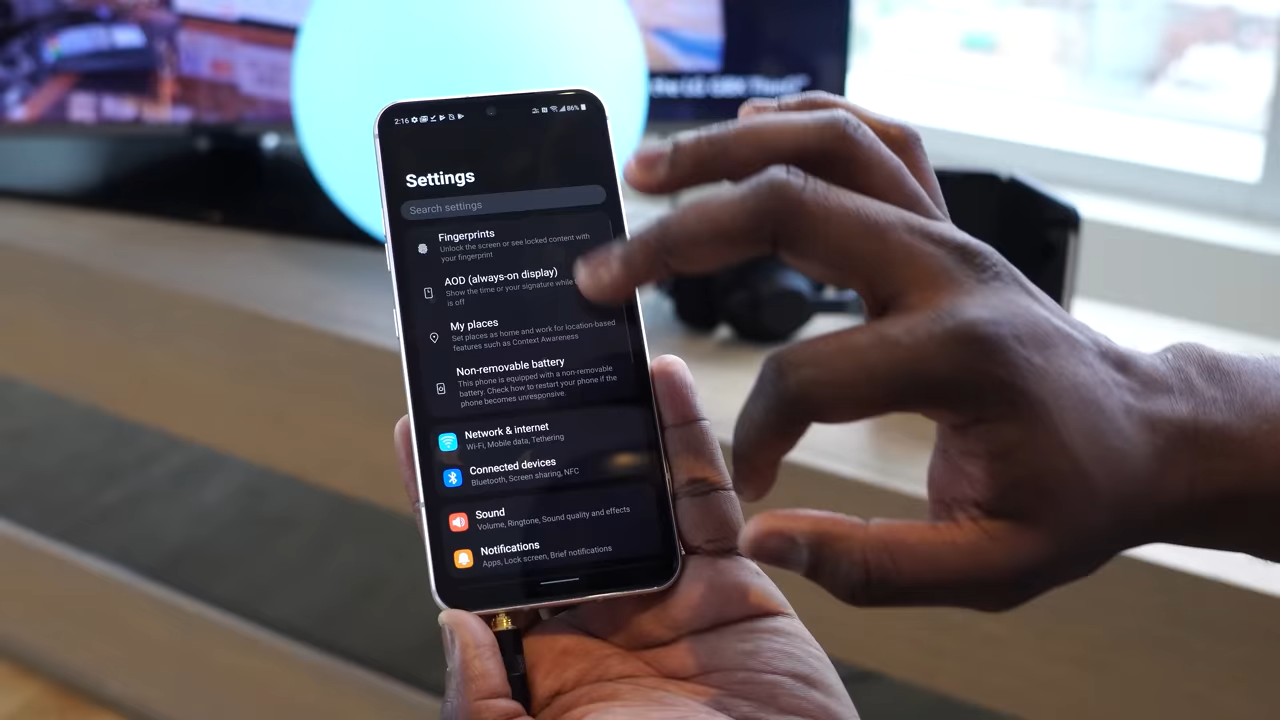 the LG G8X ThinQ"
2:16
86%
Settings
Search settings
Fingerprints
Unlock the screen or see locked content with
your fingerprint
AOD (always-on display)
Show the time or your signature while
is off
My places
Set places as home and work for location-based
features such as Context Awareness
Non-removable battery
This phone is equipped with a non-removable
battery. Check how to restart your phone if the
phone becomes unresponsive.
Network & internet
Wi-Fi, Mobile data, Tethering
Connected devices
Bluetooth, Screen sharing, NFC
Sound
Volume, Ringtone, Sound quality and effects
Notifications
Apps, Lock screen, Brief notifications